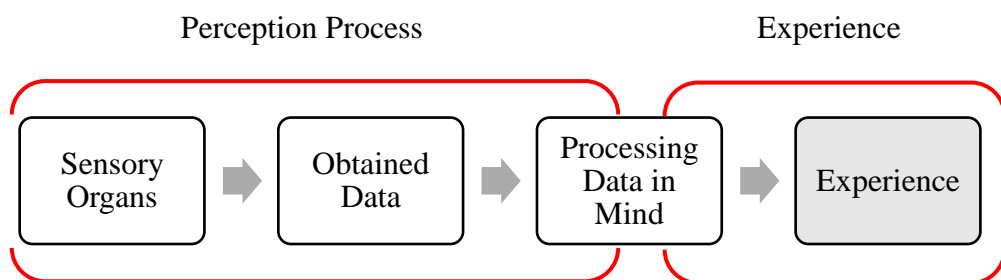 Perception Process
Experience
Sensory
Organs
Obtained
Data
Processing
Data in
Mind
Experience